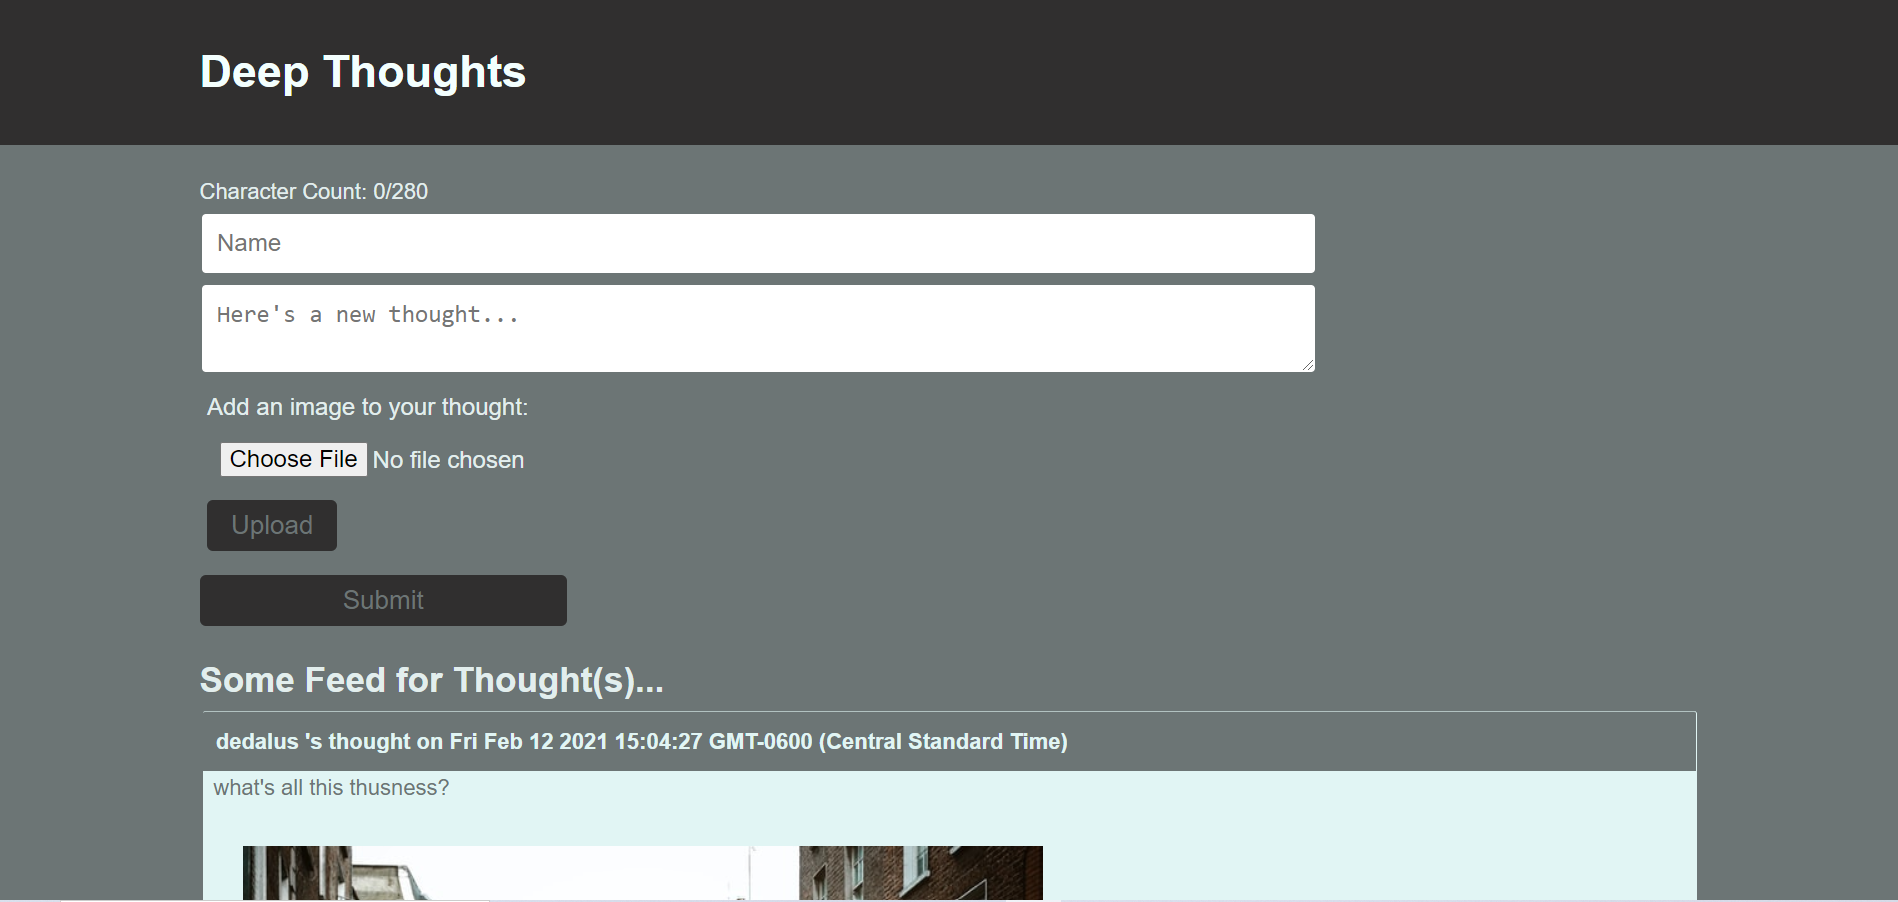 Deep Thoughts
Character Count: 0/280
Name
Here's a new thought...
Add an image to your thought:
Choose File No file chosen
Upload
Submit
Some Feed for Thought(s)...
dedalus 's thought on Fri Feb 12 2021 15:04:27 GMT-0600 (Central Standard Time)
what's all this thusness?